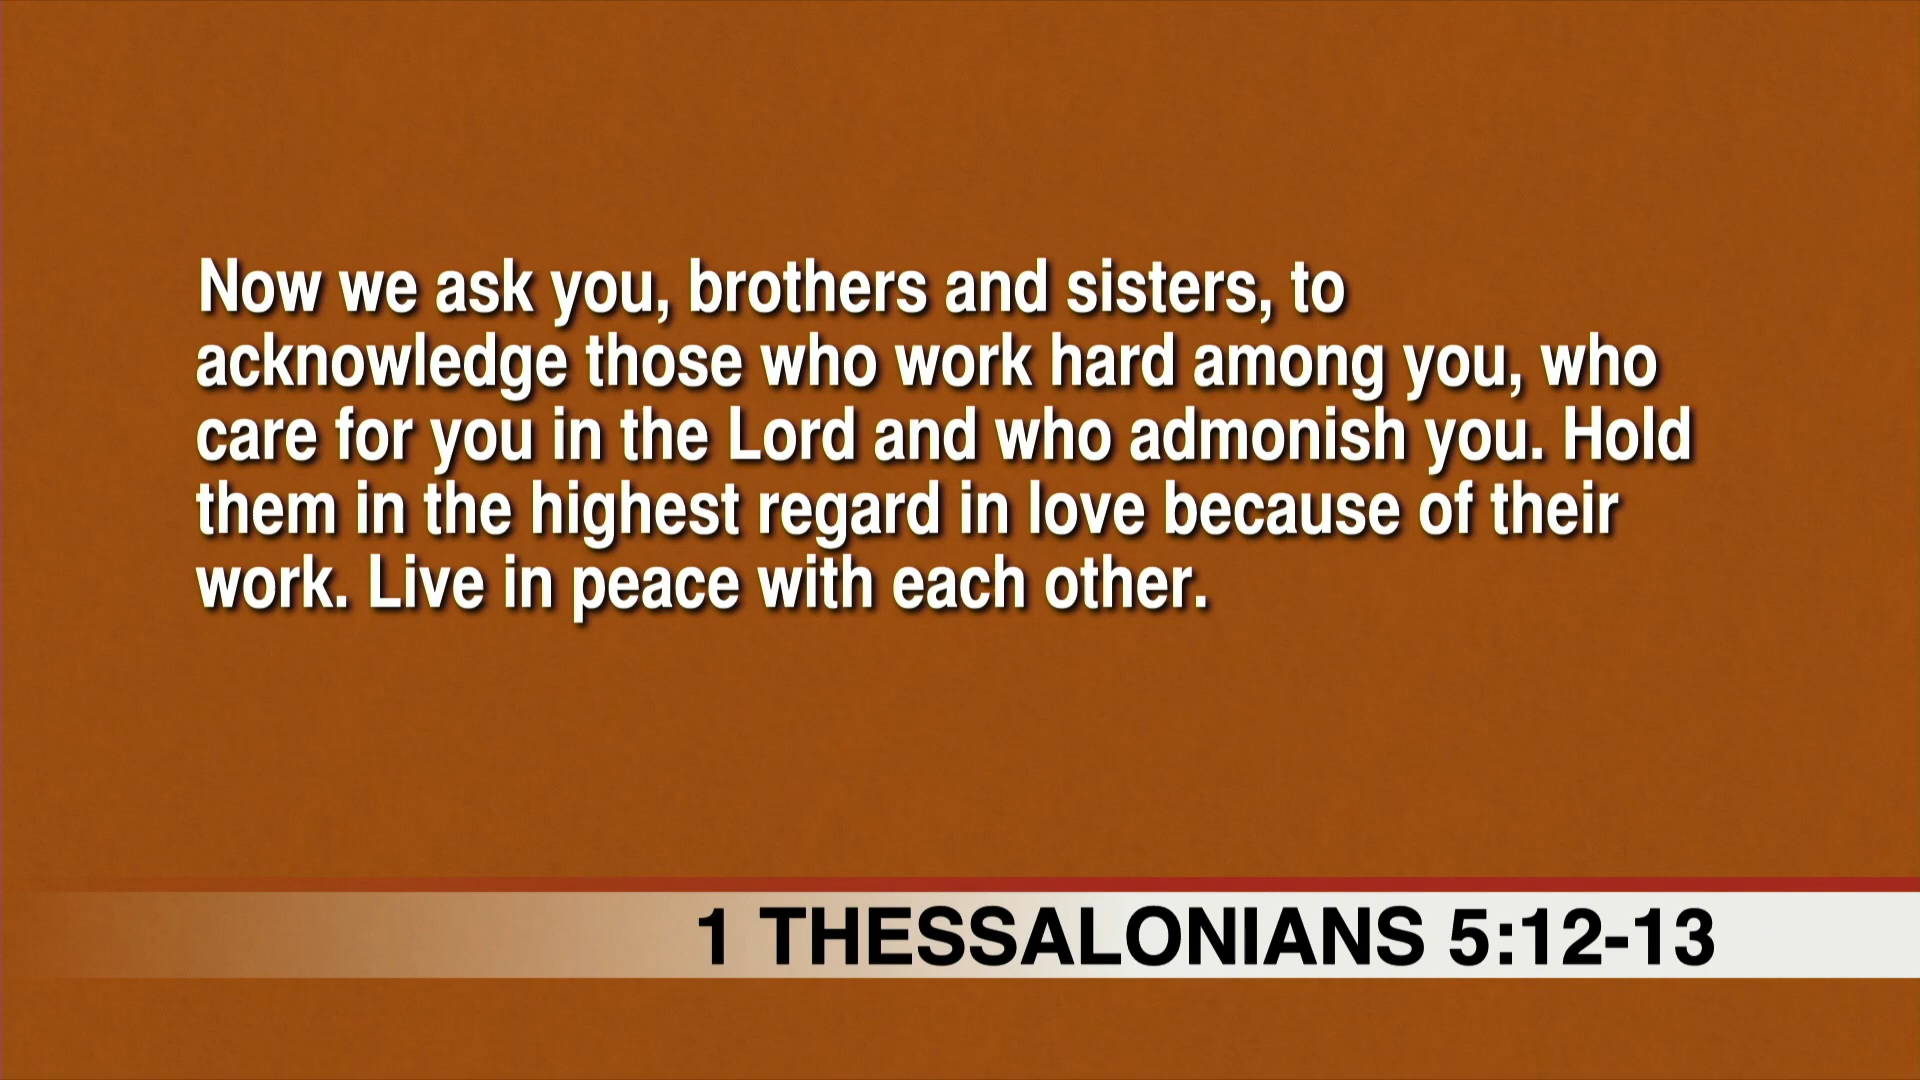 Now we ask you, brothers and sisters, to
acknowledge those who work hard among you, who
care for you in the Lord and who admonish you. Hold
them in the highest regard in love because of their
work. Live in peace with each other.
1 THESSALONIANS 5:12-13